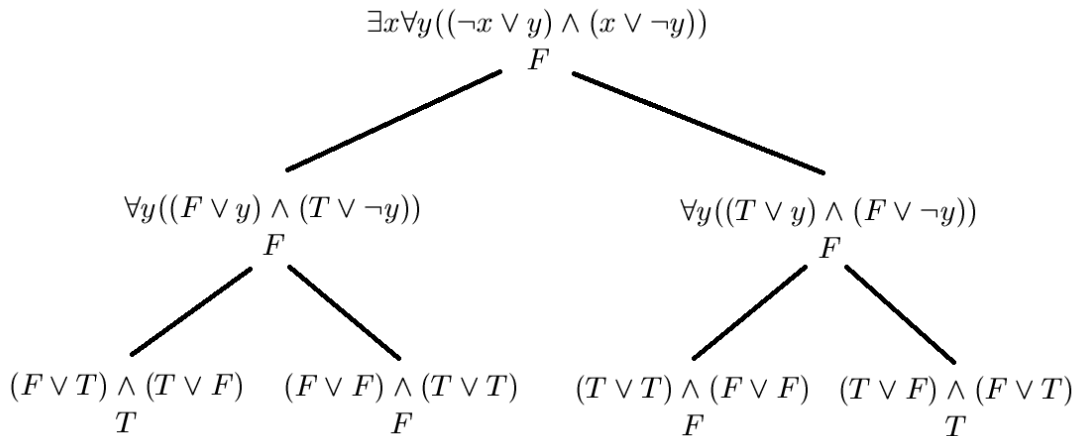 ∃x∀y((¬x ∨ y) ∧ (x ∨ ¬y))
F
∀y((F ∨ y) ∧ (T ∨ ¬y))
F
∀y((T ∨ y) ∧ (F ∨ ¬y))
F
(F ∨ T) ∧ (T ∨ F)
T
(F ∨ F) ∧ (T ∨ T)
F
(T ∨ T) ∧ (F ∨ F)
F
(T ∨ F) ∧ (F ∨ T)
T